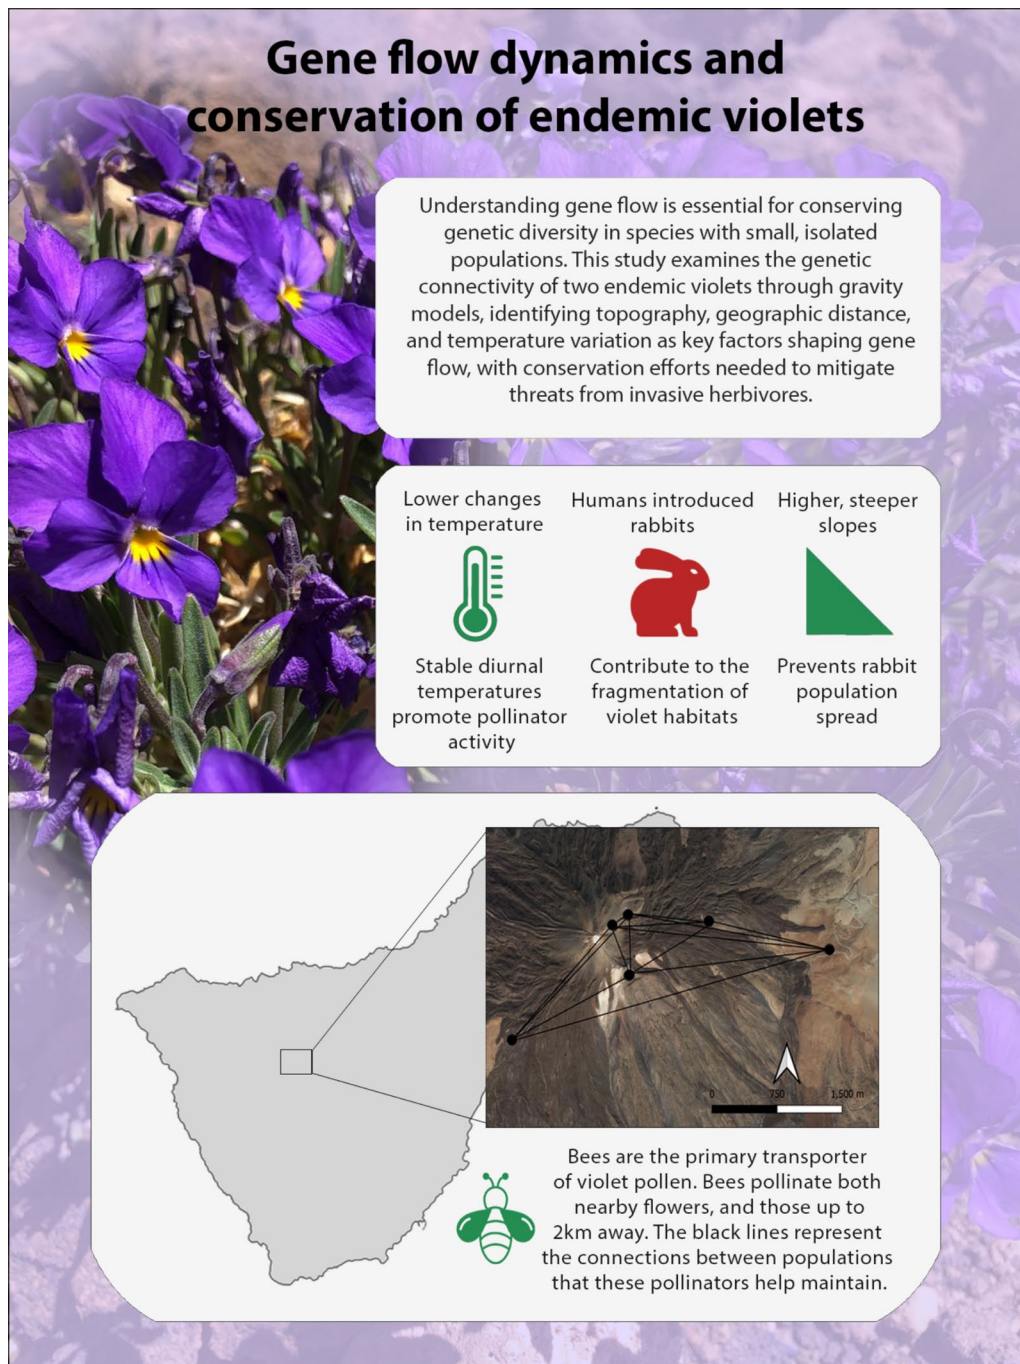 Gene flow dynamics and
conservation of endemic violets
Understanding gene flow is essential for conserving
genetic diversity in species with small, isolated
populations. This study examines the genetic
connectivity of two endemic violets through gravity
models, identifying topography, geographic distance,
and temperature variation as key factors shaping gene
flow, with conservation efforts needed to mitigate
threats from invasive herbivores.
Lower changes
in temperature
Stable diurnal
temperatures
promote pollinator
activity
Humans introduced
rabbits
Contribute to the
fragmentation of
violet habitats
Higher, steeper
slopes
Prevents rabbit
population
spread
0 750 1,500 m
Bees are the primary transporter
of violet pollen. Bees pollinate both
nearby flowers, and those up to
2km away. The black lines represent
the connections between populations
that these pollinators help maintain.